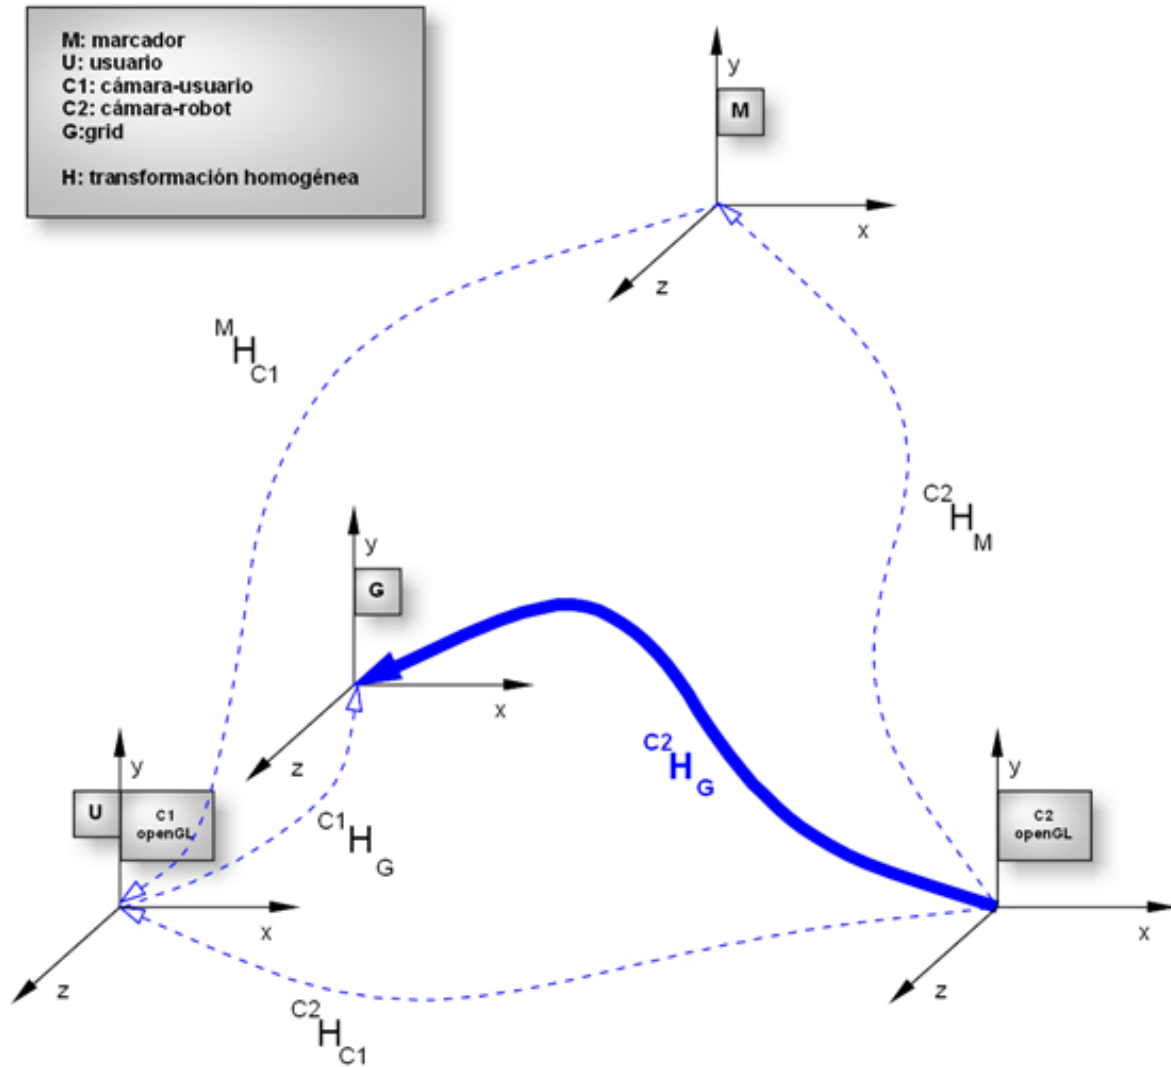 M: marcador
U: usuario
C1: cámara-usuario
C2: cámara-robot
G:grid
H: transformación homogénea
y
M
x
z
M H C1
C2 H M
y
G
x
z
C2 H G
y
U
C1
openGL
x
z
C1 H G
y
C2
openGL
x
z
C2 H C1